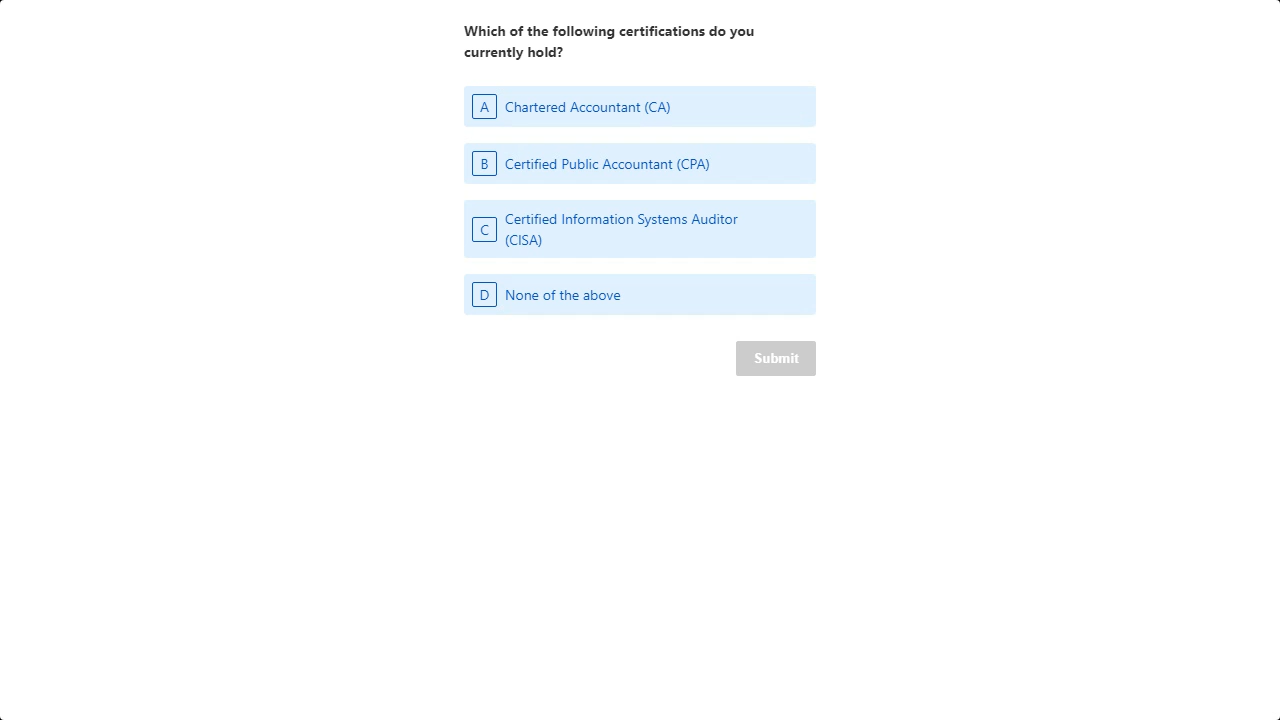 Which of the following certifications do you
currently hold?
A Chartered Accountant (CA)
B Certified Public Accountant (CPA)
C Certified Information Systems Auditor
(CISA)
D None of the above
Submit